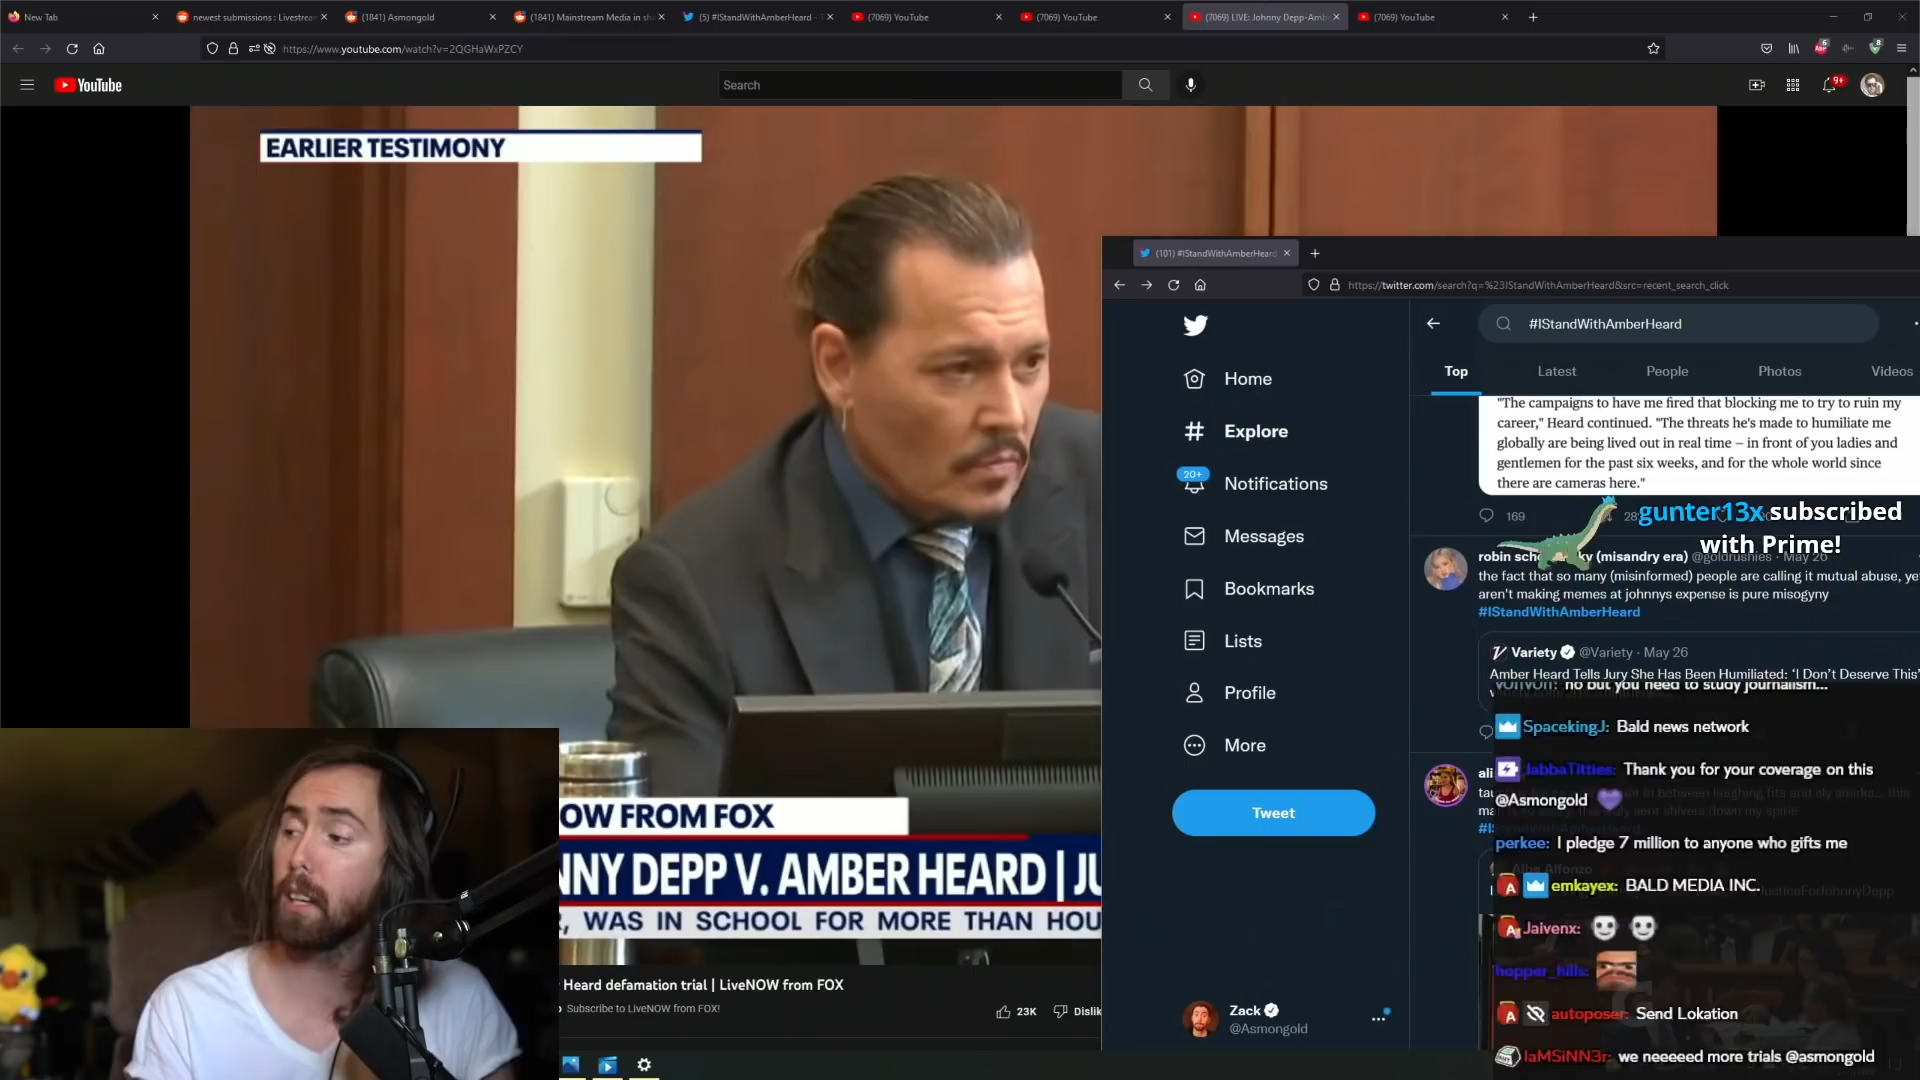 New Tab
newest submissions : Livestream
(1841) Asmongold
(1841) Mainstream Media in sh
(5) #IStandWithAmberHeard - T
(7069) YouTube
(7069) YouTube
(7069) LIVE: Johnny Depp-Amb
(7069) YouTube
https://www.youtube.com/watch?v=2QGHaWxPZCY
YouTube
Search
9+
EARLIER TESTIMONY
(101) #IStandWithAmberHeard
https://twitter.com/search?q=%23IStandWithAmberHeard&src=recent_search_click
#IStandWithAmberHeard
Top
Latest
People
Photos
Videos
Home
Explore
20+
Notifications
Messages
Bookmarks
Lists
Profile
More
Tweet
Zack
@Asmongold
"The campaigns to have me fired that blocking me to try to ruin my
career," Heard continued. "The threats he's made to humiliate me
globally are being lived out in real time – in front of you ladies and
gentlemen for the past six weeks, and for the whole world since
there are cameras here."
169
28
gunter13x subscribed
with Prime!
robin sch ky (misandry era) @goldrushies · May 26
the fact that so many (misinformed) people are calling it mutual abuse, ye
aren't making memes at johnnys expense is pure misogyny
#IStandWithAmberHeard
Variety @Variety · May 26
Amber Heard Tells Jury She Has Been Humiliated: 'I Don't Deserve This'
no but you need to study journalism...
SpacekingJ: Bald news network
JabbaTitties: Thank you for your coverage on this
@Asmongold
perkee: I pledge 7 million to anyone who gifts me
Alba Alfonzo
emkayex: BALD MEDIA INC.
Jaivenx:
hopper_hills:
autoposer: Send Lokation
IaMSiNN3r: we neeeeed more trials @asmongold
OW FROM FOX
NNY DEPP V. AMBER HEARD | JU
, WAS IN SCHOOL FOR MORE THAN HOU
Heard defamation trial | LiveNOW from FOX
Subscribe to LiveNOW from FOX!
23K
Dislik